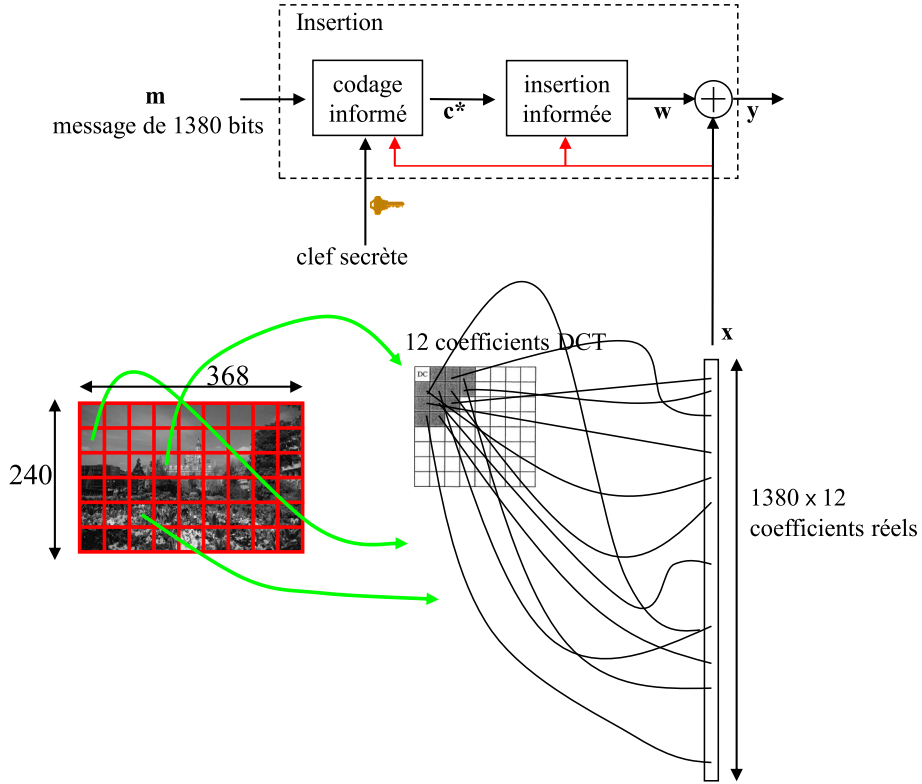 Insertion
codage
informé
c*
insertion
informée
w
y
m
message de 1380 bits
clef secrète
x
12 coefficients DCT
DC
368
240
1380 x 12
coefficients réels